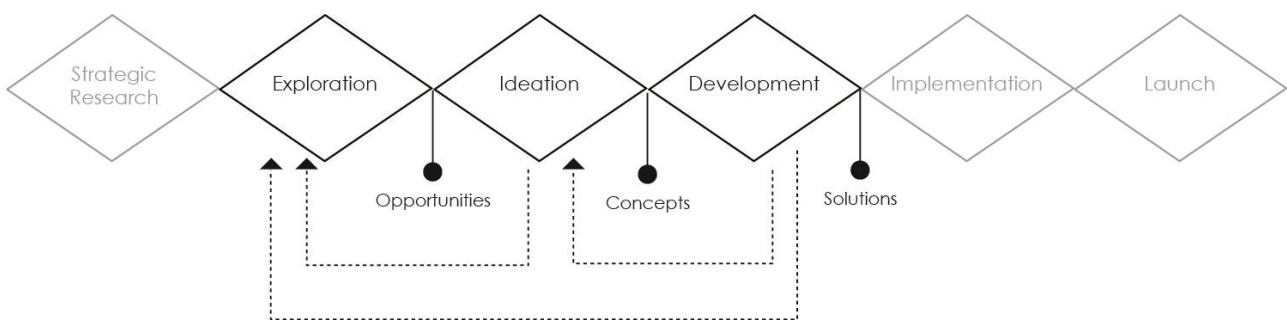 Strategic
Research
Exploration
Ideation
Development
Implementation
Launch
Opportunities
Concepts
Solutions